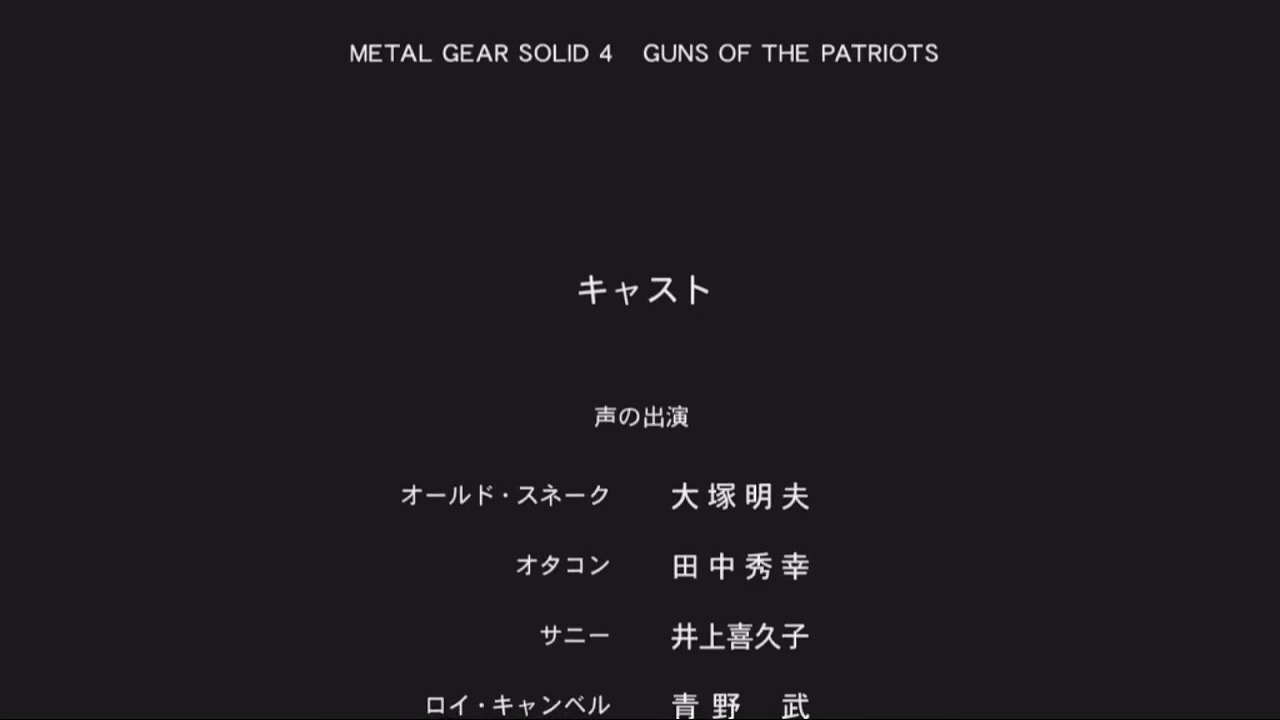 METAL GEAR SOLID 4 GUNS OF THE PATRIOTS
キャスト
声の出演
オールド・スネーク 大塚明夫
オタコン 田中秀幸
サニー 井上喜久子
ロイ・キャンベル 青野 武